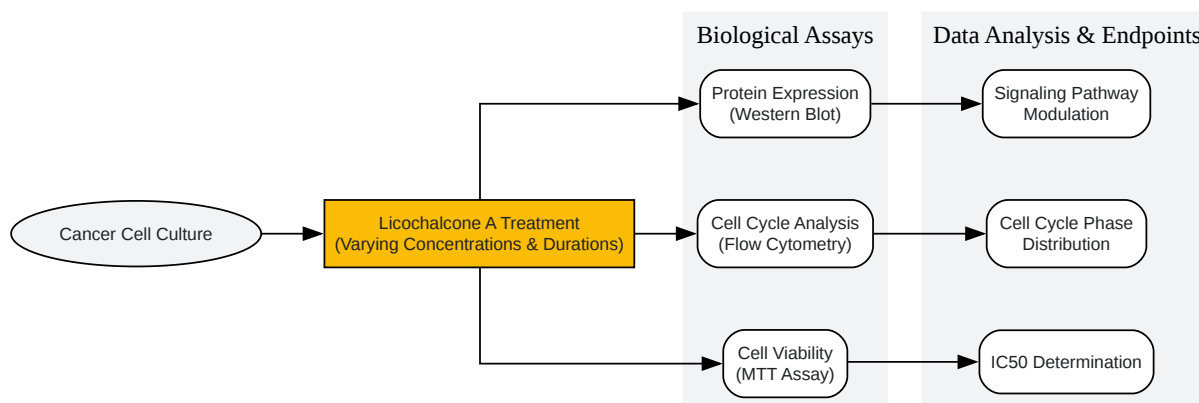 Biological Assays
Data Analysis & Endpoints
Protein Expression
(Western Blot)
Signaling Pathway
Modulation
Cancer Cell Culture
Licochalcone A Treatment
(Varying Concentrations & Durations)
Cell Cycle Analysis
(Flow Cytometry)
Cell Cycle Phase
Distribution
Cell Viability
(MTT Assay)
IC50 Determination